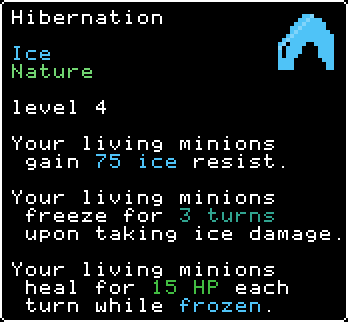 Hibernation
Ice
Nature
level 4
Your living minions
gain 75 ice resist.
Your living minions
freeze for 3 turns
upon taking ice damage.
Your living minions
heal for 15 HP each
turn while frozen.